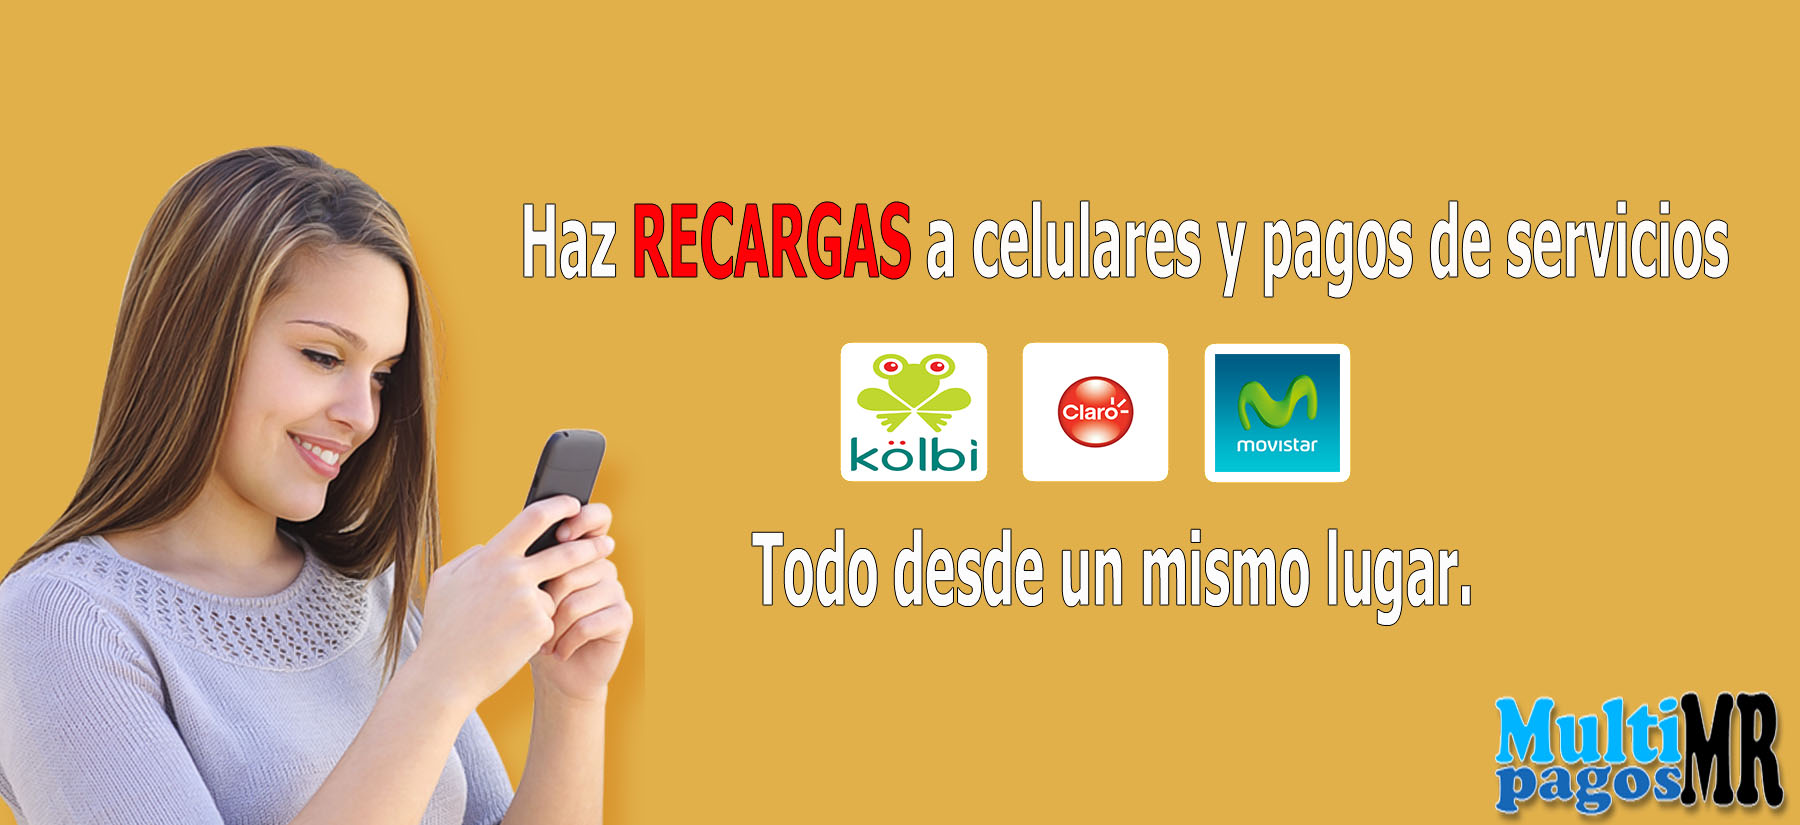 Haz RECARGAS a celulares y pagos de servicios
kölbi
Claro
movistar
Todo desde un mismo lugar.
Multi
pagos
MR